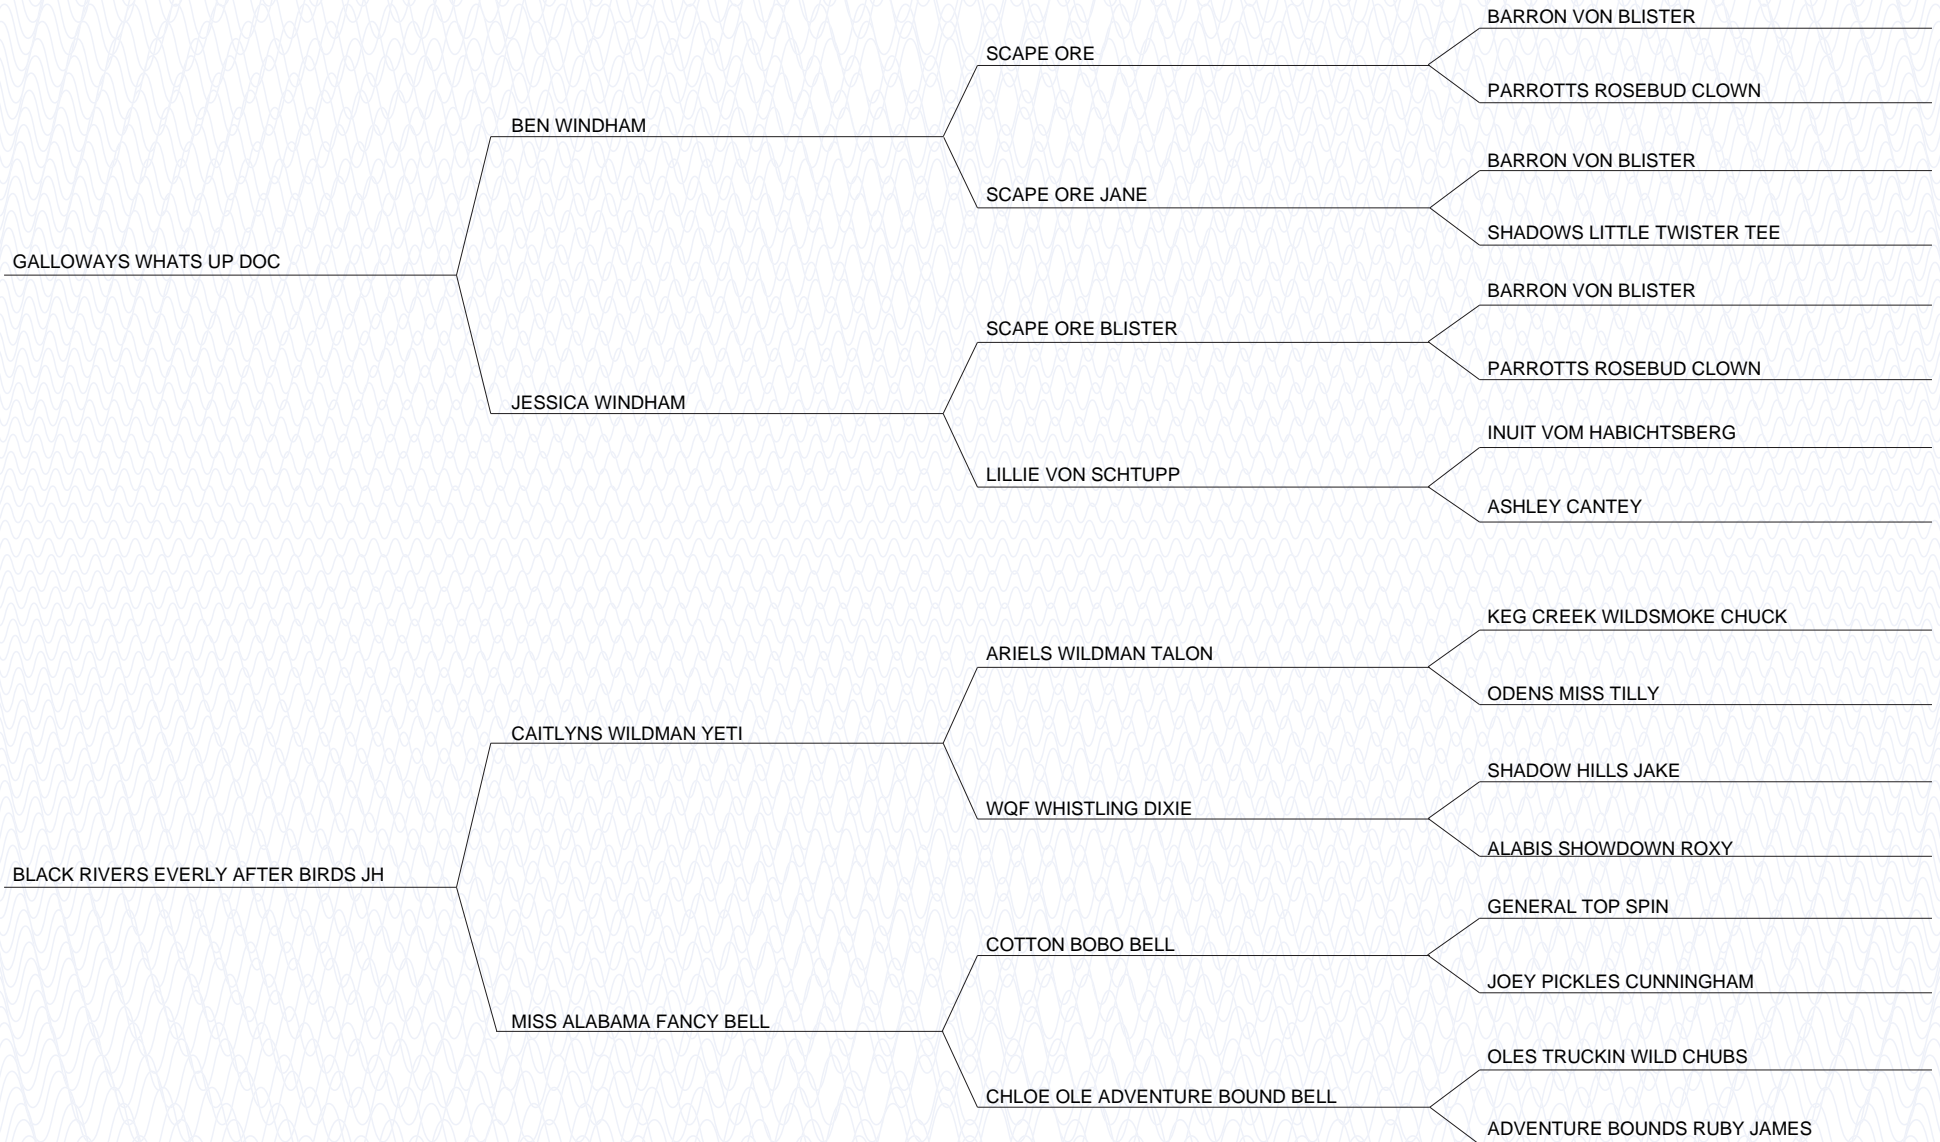 BARRON VON BLISTER
SCAPE ORE
PARROTTS ROSEBUD CLOWN
BEN WINDHAM
BARRON VON BLISTER
SCAPE ORE JANE
SHADOWS LITTLE TWISTER TEE
GALLOWAYS WHATS UP DOC
BARRON VON BLISTER
SCAPE ORE BLISTER
PARROTTS ROSEBUD CLOWN
JESSICA WINDHAM
INUIT VOM HABICHTSBERG
LILLIE VON SCHTUPP
ASHLEY CANTEY
KEG CREEK WILDSMOKE CHUCK
ARIELS WILDMAN TALON
ODENS MISS TILLY
CAITLYNS WILDMAN YETI
SHADOW HILLS JAKE
WQF WHISTLING DIXIE
ALABIS SHOWDOWN ROXY
BLACK RIVERS EVERLY AFTER BIRDS JH
GENERAL TOP SPIN
COTTON BOBO BELL
JOEY PICKLES CUNNINGHAM
MISS ALABAMA FANCY BELL
OLES TRUCKIN WILD CHUBS
CHLOE OLE ADVENTURE BOUND BELL
ADVENTURE BOUNDS RUBY JAMES